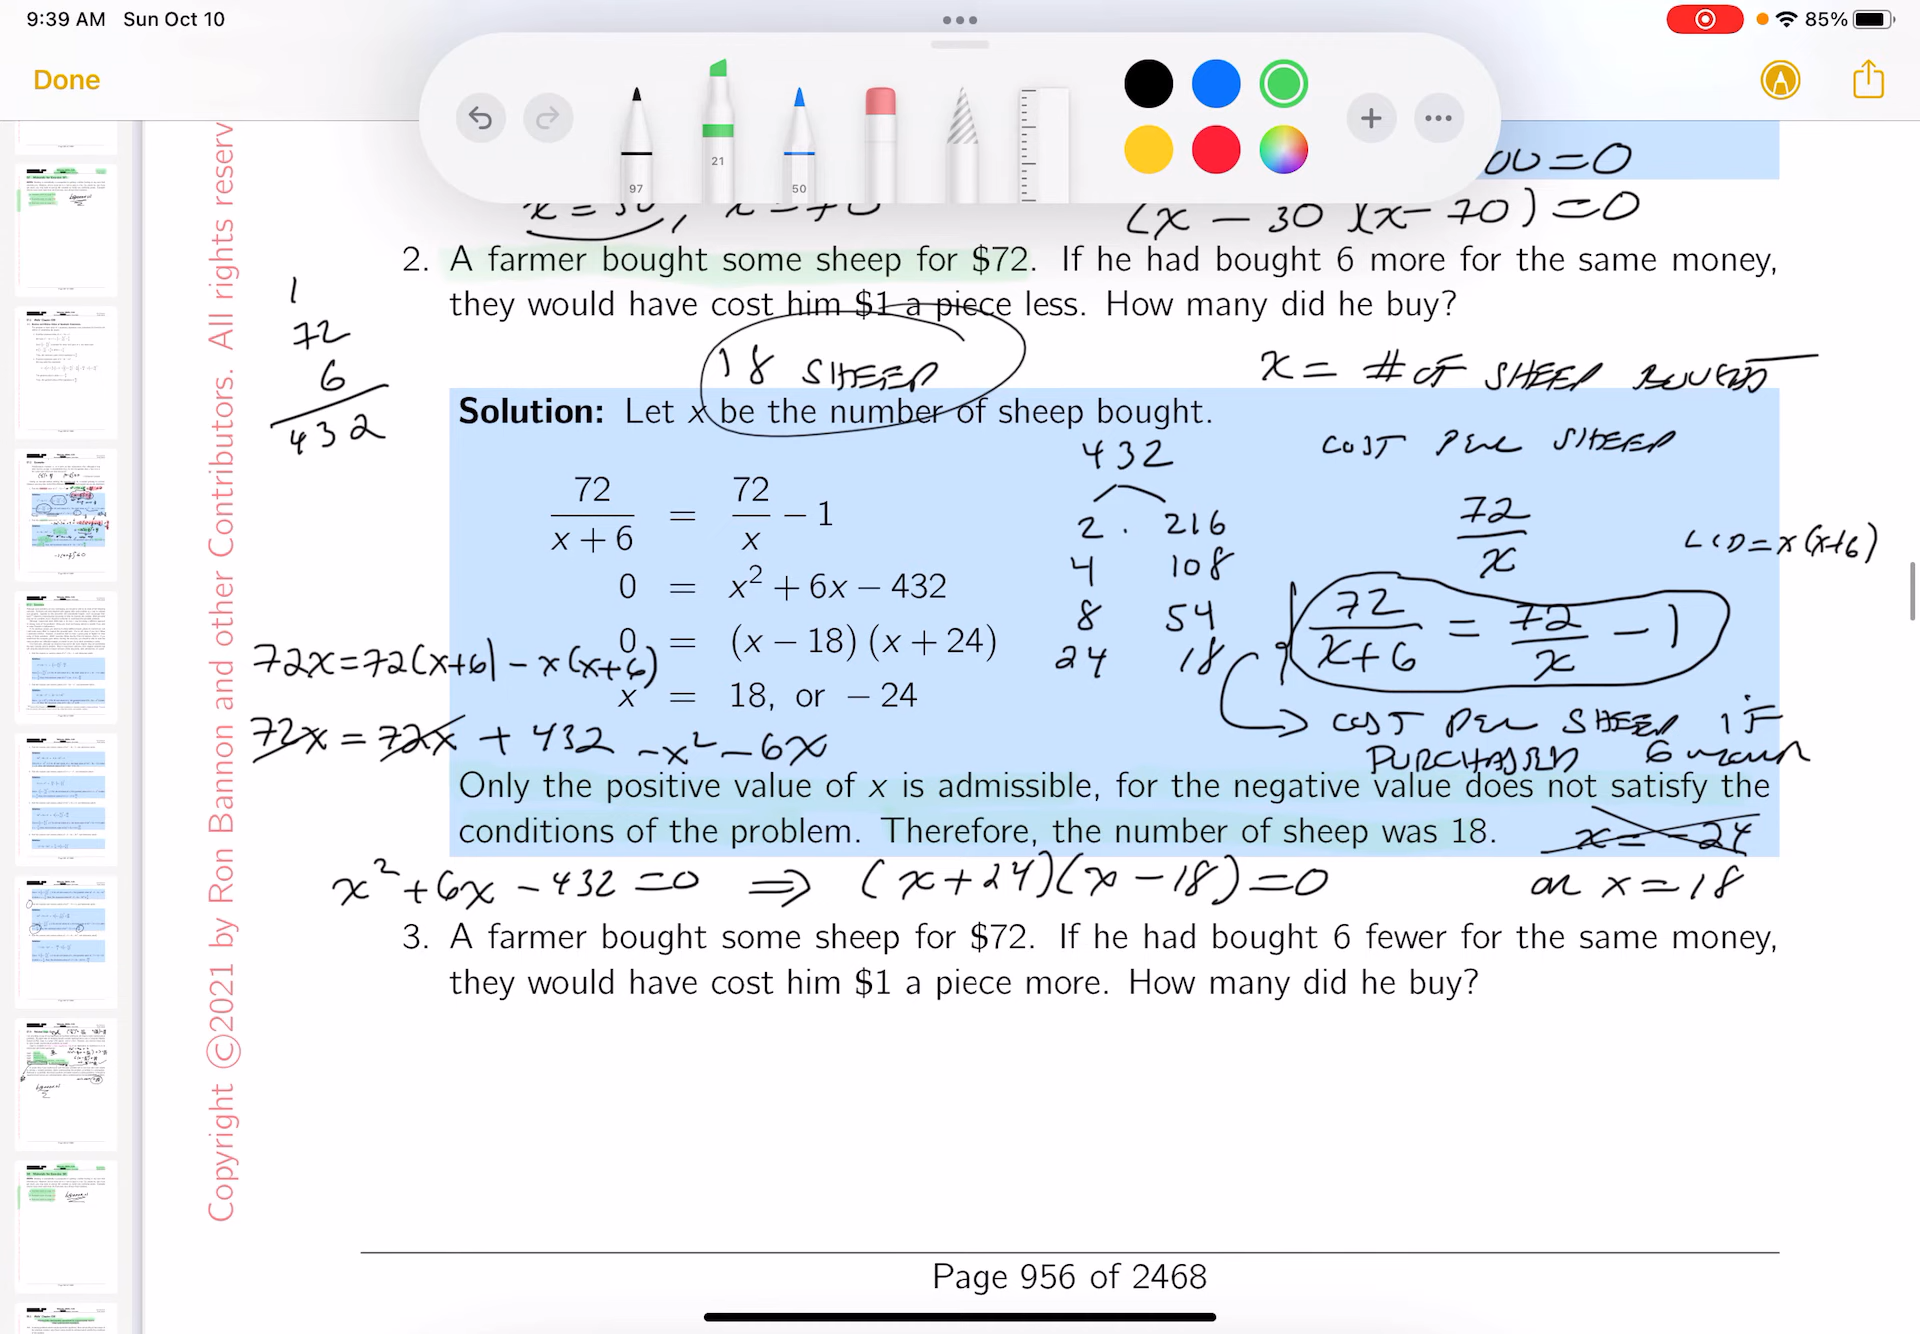 9:39 AM Sun Oct 10
85%
Done
97
21
50
00=0
x=30, x=70
(x-30)(x-70)=0
Copyright ©2021 by Ron Bannon and other Contributors. All rights reserv
2. A farmer bought some sheep for $72. If he had bought 6 more for the same money,
they would have cost him $1 a piece less. How many did he buy?
1
72
6
432
18 SHEEP
x = # OF SHEEP BOUGHT
Solution: Let x be the number of sheep bought.
72/(x + 6) = 72/x − 1
0 = x² + 6x − 432
0 = (x − 18) (x + 24)
x = 18, or − 24
432
2 · 216
4 108
8 54
24 18
COST PER SHEEP
72/x
LCD=x(x+6)
72/(x+6) = 72/x − 1
COST PER SHEEP IF
PURCHASED 6 MORE
72x=72(x+6)−x(x+6)
72x=72x+432−x²−6x
Only the positive value of x is admissible, for the negative value does not satisfy the
conditions of the problem. Therefore, the number of sheep was 18.
x=−24
x²+6x−432=0 ⇒ (x+24)(x−18)=0
or x=18
3. A farmer bought some sheep for $72. If he had bought 6 fewer for the same money,
they would have cost him $1 a piece more. How many did he buy?
Page 956 of 2468